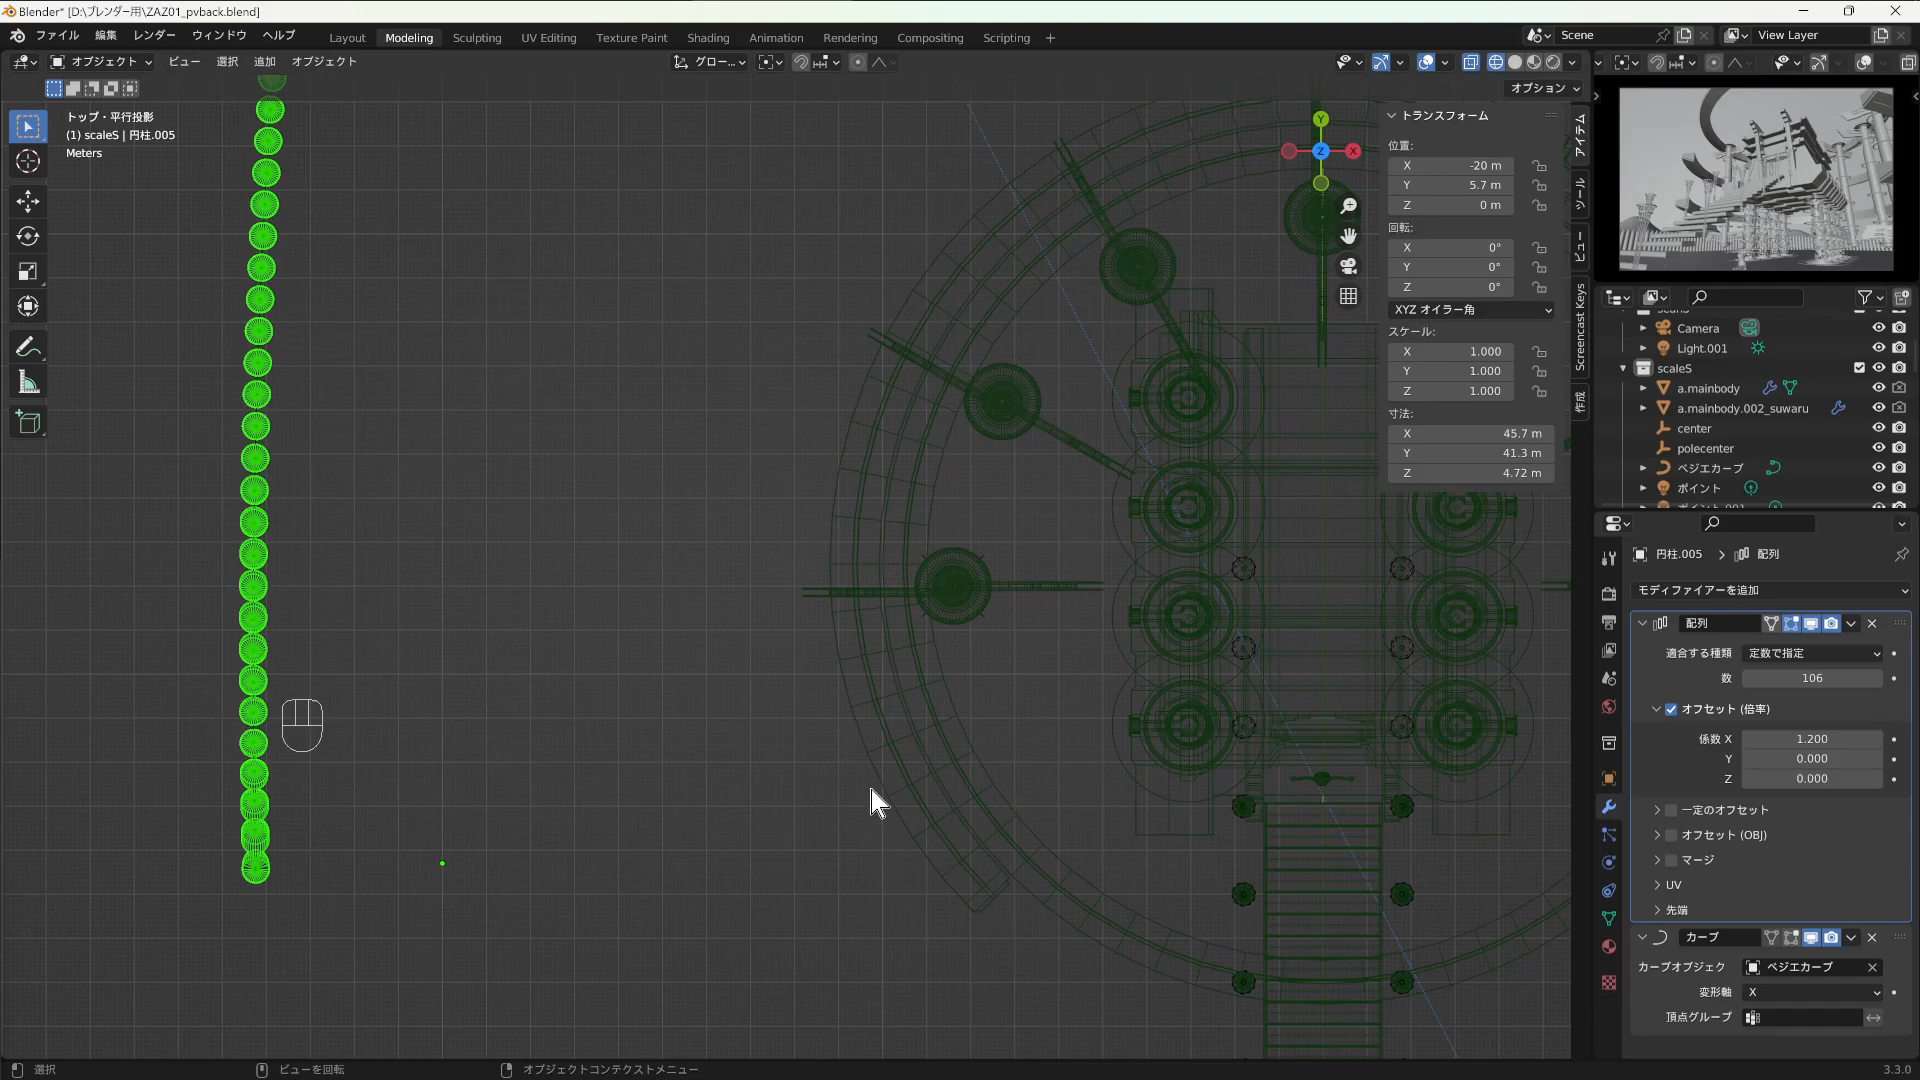 Blender* [D:\ブレンダー用\ZAZ01_pvback.blend]
ファイル 編集 レンダー ウィンドウ ヘルプ Layout Modeling Sculpting UV Editing Texture Paint Shading Animation Rendering Compositing Scripting + Scene View Layer
オブジェクト ビュー 選択 追加 オブジェクト グロー...
オプション
トップ・平行投影
(1) scaleS | 円柱.005
Meters
トランスフォーム
位置:
X -20 m
Y 5.7 m
Z 0 m
回転:
X 0°
Y 0°
Z 0°
XYZ オイラー角
スケール:
X 1.000
Y 1.000
Z 1.000
寸法:
X 45.7 m
Y 41.3 m
Z 4.72 m
アイテム
ツール
ビュー
Screencast Keys
作成
Y
Z
X
Camera
Light.001
scaleS
a.mainbody
a.mainbody.002_suwaru
center
polecenter
ベジエカーブ
ポイント
円柱.005 配列
モディファイアーを追加
配列
適合する種類 定数で指定
数 106
オフセット (倍率)
係数 X 1.200
Y 0.000
Z 0.000
一定のオフセット
オフセット (OBJ)
マージ
UV
先端
カーブ
カーブオブジェク ベジエカーブ
変形軸 X
頂点グループ
選択 ビューを回転 オブジェクトコンテクストメニュー 3.3.0